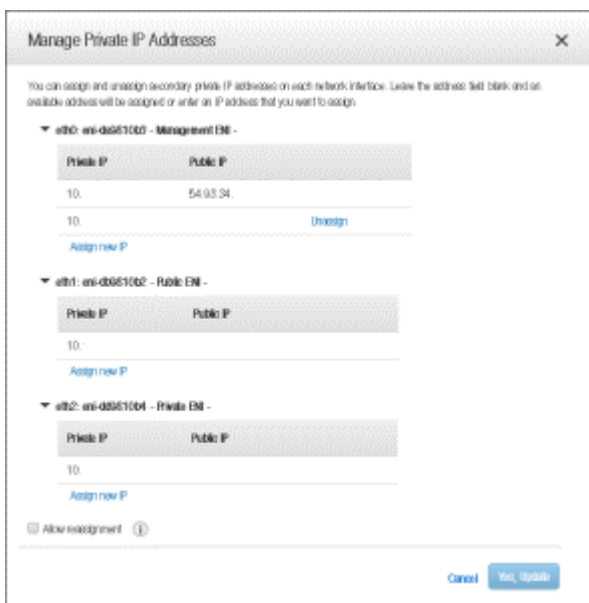 Manage Private IP Addresses
You can assign and unassign secondary private IP addresses on each network interface. Leave the address field blank and an
available address will be assigned or enter an IP address that you want to assign
eth0: - Management ENI -
Private IP Public IP
10. 54.93.34.
10. Unassign
Assign new IP
eth1: - Public ENI -
Private IP Public IP
10.
Assign new IP
eth2: - Private ENI -
Private IP Public IP
10.
Assign new IP
Allow reassignment
Cancel Yes, Update